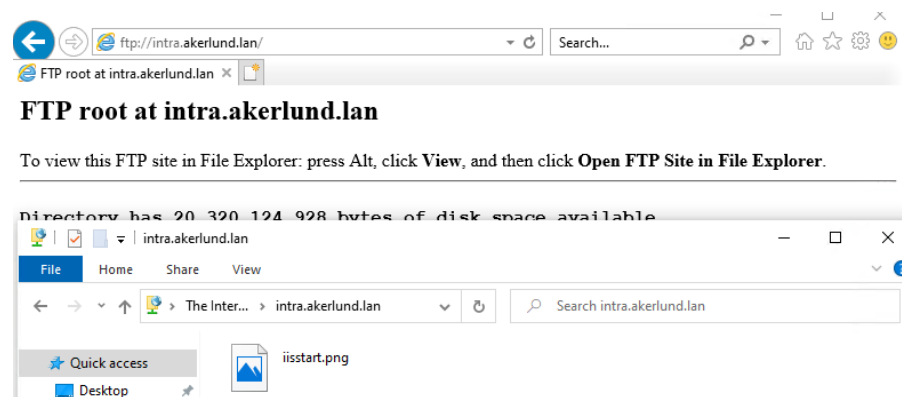 ftp://intra.akerlund.lan/
Search...
FTP root at intra.akerlund.lan
FTP root at intra.akerlund.lan
To view this FTP site in File Explorer: press Alt, click View, and then click Open FTP Site in File Explorer.
Directory has 20 320 124 928 bytes of disk space available
intra.akerlund.lan
File Home Share View
The Inter... > intra.akerlund.lan
Search intra.akerlund.lan
Quick access
iisstart.png
Desktop